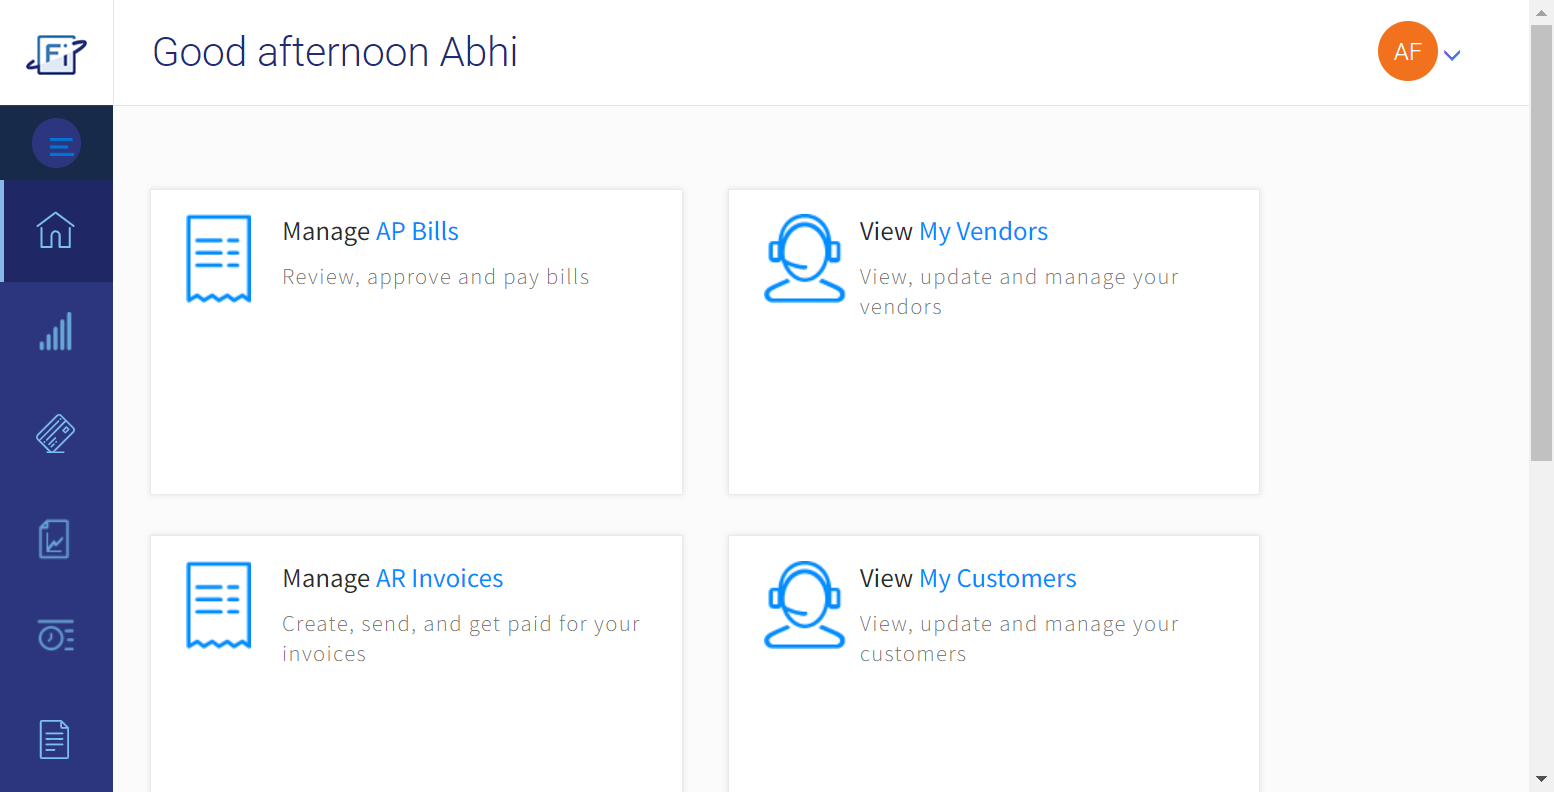 Fi
Good afternoon Abhi
AF
Manage AP Bills
Review, approve and pay bills
View My Vendors
View, update and manage your
vendors
Manage AR Invoices
Create, send, and get paid for your
invoices
View My Customers
View, update and manage your
customers